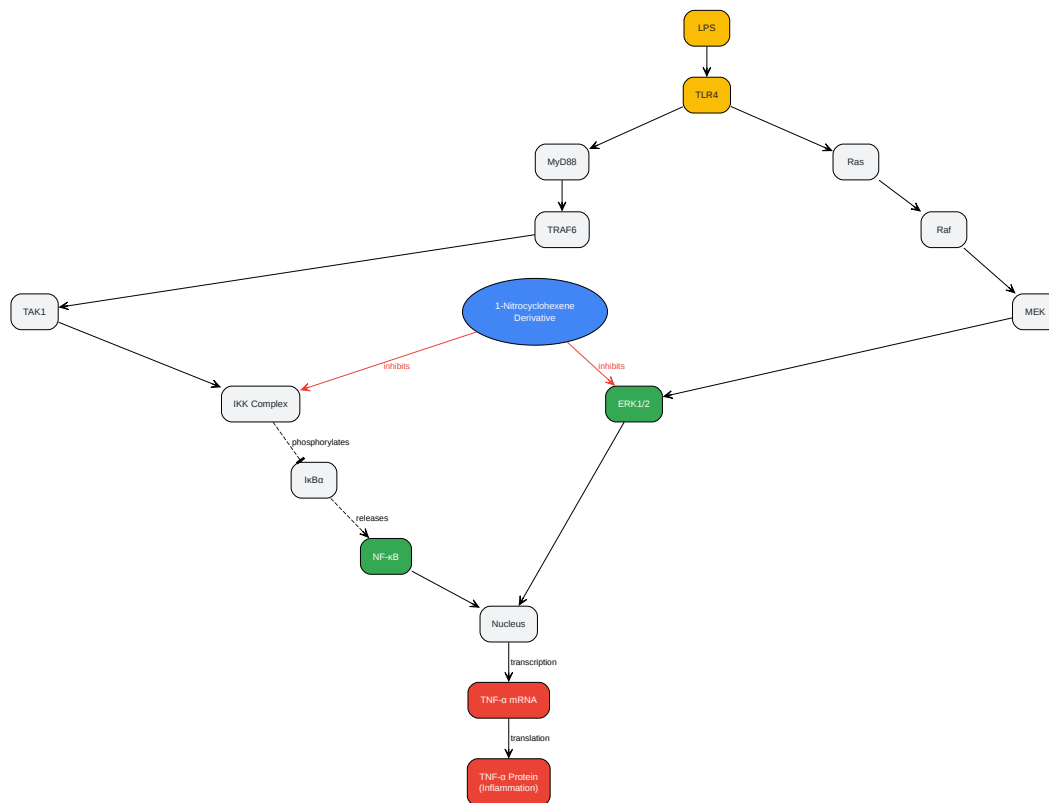 LPS
TLR4
MyD88
Ras
TRAF6
Raf
1-Nitrocyclohexene
Derivative
TAK1
MEK
inhibits
inhibits
IKK Complex
ERK1/2
phosphorylates
IκBα
releases
NF-κB
Nucleus
transcription
TNF-α mRNA
translation
TNF-α Protein
(Inflammation)